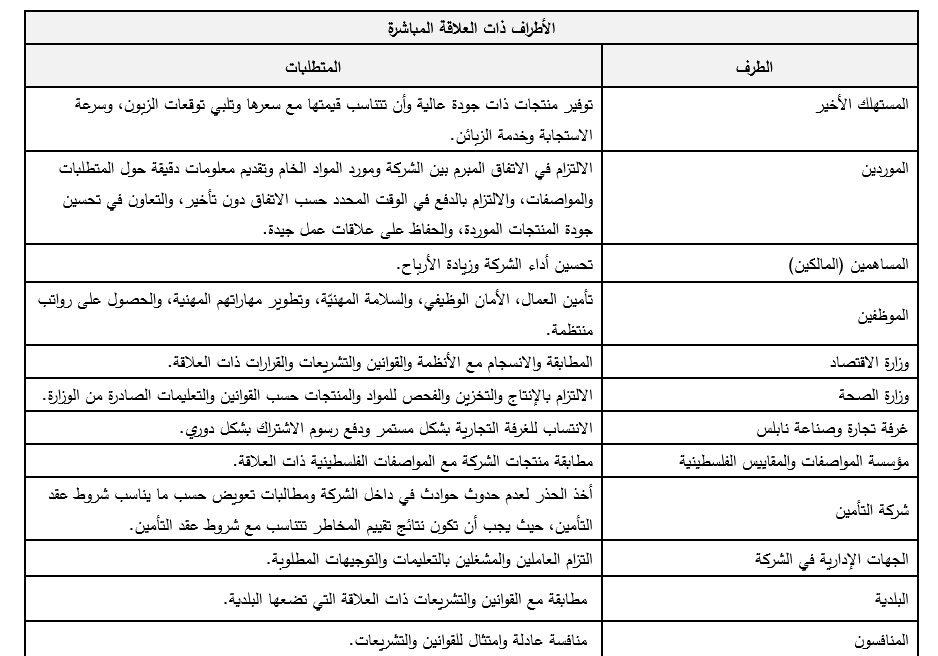 الأطراف ذات العلاقة المباشرة
الطرف
المتطلبات
المستهلك الأخير
توفير منتجات ذات جودة عالية وأن تتناسب قيمتها مع سعرها وتلبي توقعات الزبون، وسرعة
الاستجابة وخدمة الزبائن.
الموردين
الالتزام في الاتفاق المبرم بين الشركة ومورد المواد الخام وتقديم معلومات دقيقة حول المتطلبات
والمواصفات، والالتزام بالدفع في الوقت المحدد حسب الاتفاق دون تأخير، والتعاون في تحسين
جودة المنتجات الموردة، والحفاظ على علاقات عمل جيدة.
المساهمين (المالكين)
تحسين أداء الشركة وزيادة الأرباح.
الموظفين
تأمين العمال، الأمان الوظيفي، والسلامة المهنيّة، وتطوير مهاراتهم المهنية، والحصول على رواتب
منتظمة.
وزارة الاقتصاد
المطابقة والانسجام مع الأنظمة والقوانين والتشريعات والقرارات ذات العلاقة.
وزارة الصحة
الالتزام بالإنتاج والتخزين والفحص للمواد والمنتجات حسب القوانين والتعليمات الصادرة من الوزارة.
غرفة تجارة وصناعة نابلس
الانتساب للغرفة التجارية بشكل مستمر ودفع رسوم الاشتراك بشكل دوري.
مؤسسة المواصفات والمقاييس الفلسطينية
مطابقة منتجات الشركة مع المواصفات الفلسطينية ذات العلاقة.
شركة التأمين
أخذ الحذر لعدم حدوث حوادث في داخل الشركة ومطالبات تعويض حسب ما يناسب شروط عقد
التأمين، حيث يجب أن تكون نتائج تقييم المخاطر تتناسب مع شروط عقد التأمين.
الجهات الإدارية في الشركة
التزام العاملين والمشغلين بالتعليمات والتوجيهات المطلوبة.
البلدية
مطابقة مع القوانين والتشريعات ذات العلاقة التي تضعها البلدية.
المنافسون
منافسة عادلة وامتثال للقوانين والتشريعات.